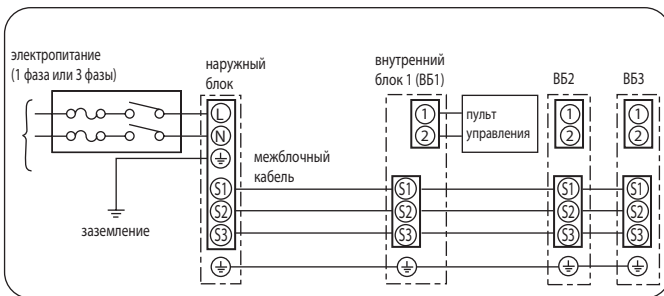 электропитание
(1 фаза или 3 фазы)
наружный
блок
внутренний
блок 1 (ВБ1)
ВБ2
ВБ3
L
N
1
2
пульт
управления
1
2
1
2
межблочный
кабель
S1
S2
S3
S1
S2
S3
S1
S2
S3
S1
S2
S3
заземление